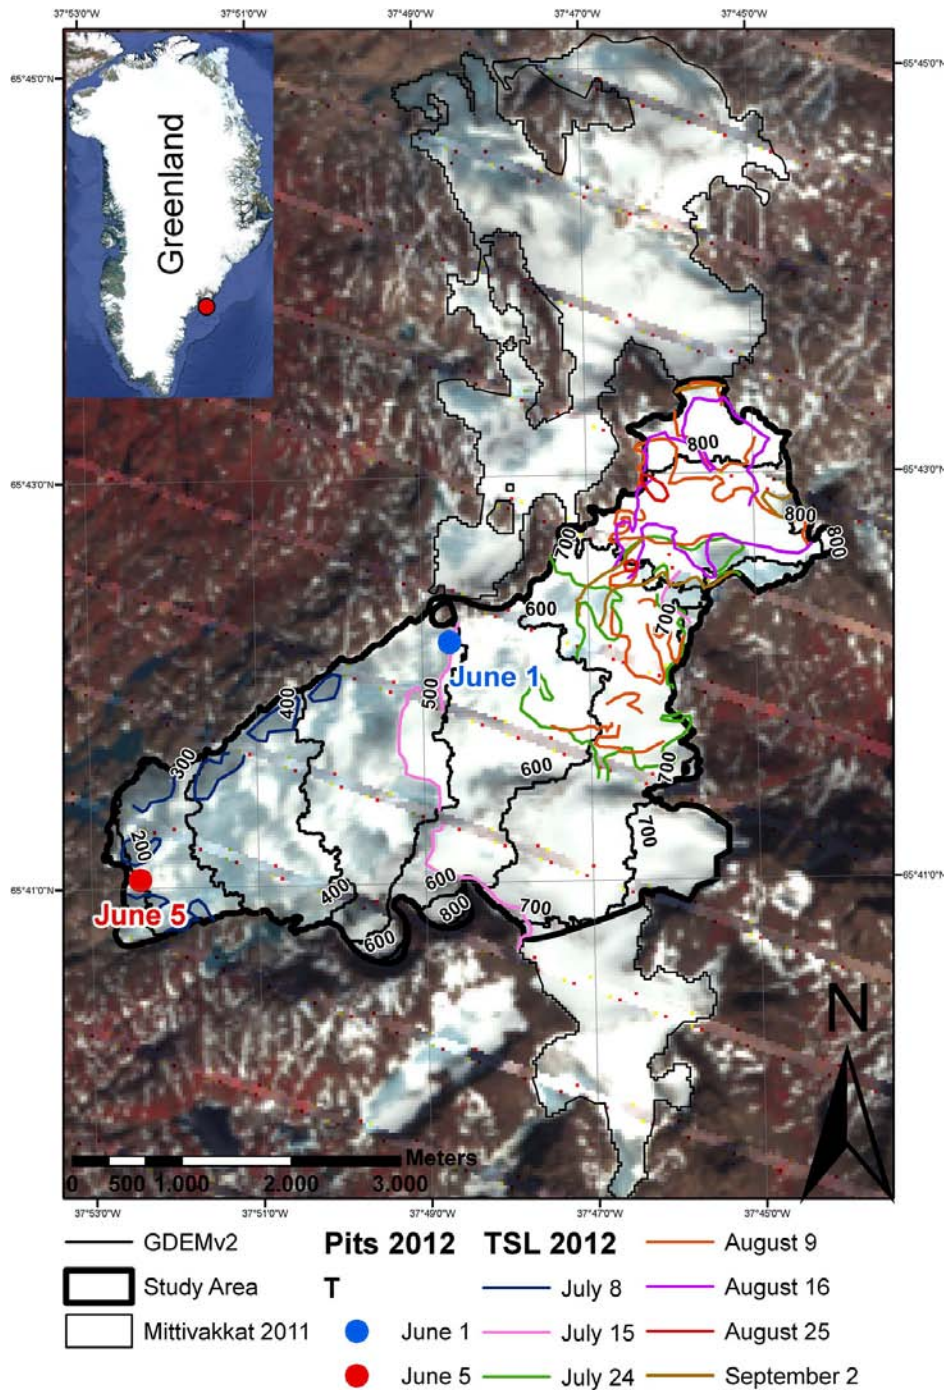 37°53'0"W 37°51'0"W 37°49'0"W 37°47'0"W 37°45'0"W
65°45'0"N 65°45'0"N
Greenland
65°43'0"N 65°43'0"N
800
800
800
700
600
700
June 1
500
400
300
600
700
200
700
65°41'0"N 65°41'0"N
600
400
June 5
700
800
600
N
Meters
0 500 1.000 2.000 3.000
37°53'0"W 37°51'0"W 37°49'0"W 37°47'0"W 37°45'0"W
GDEMv2
Study Area
Mittivakkat 2011
Pits 2012
T
June 1
June 5
TSL 2012
July 8
July 15
July 24
August 9
August 16
August 25
September 2